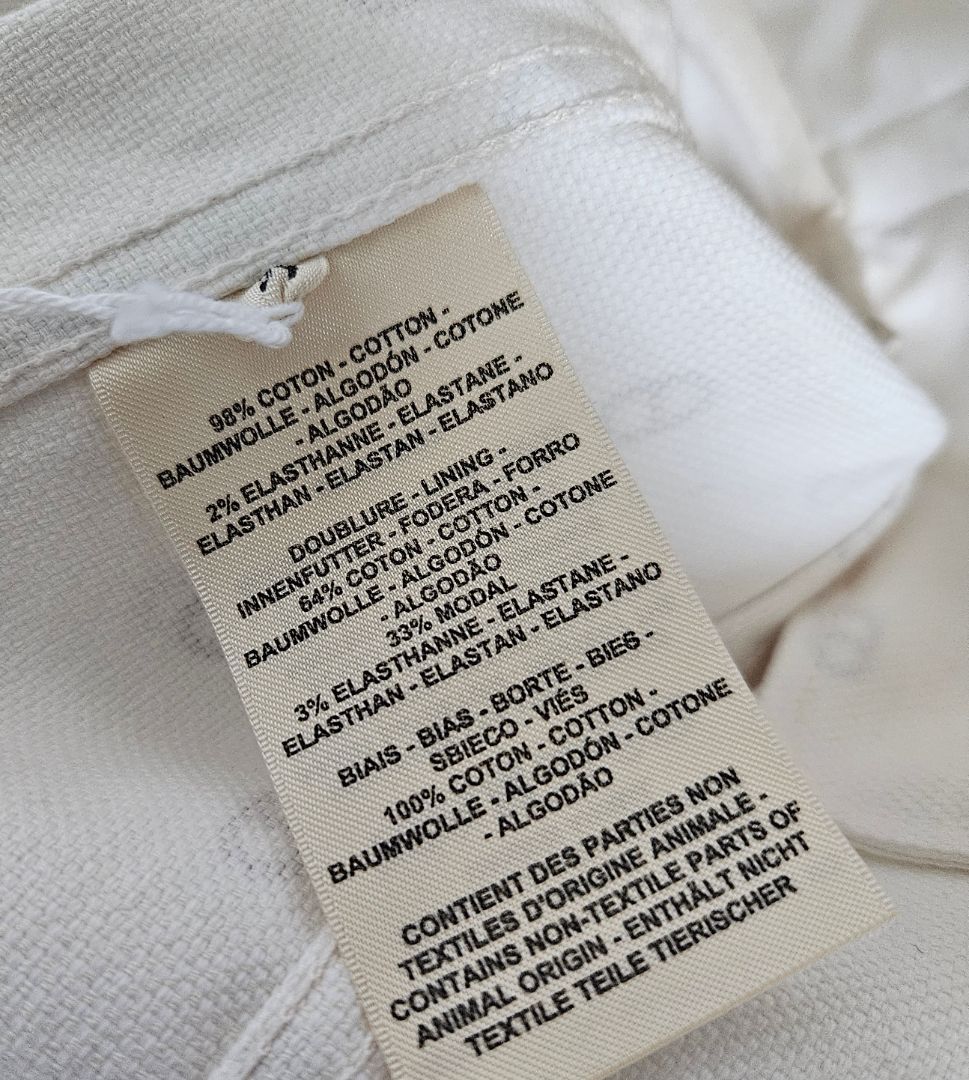 98% COTON - COTTON -
BAUMWOLLE - ALGODÓN - COTONE
- ALGODÃO
2% ELASTHANNE - ELASTANE -
ELASTHAN - ELASTAN - ELASTANO
DOUBLURE - LINING -
INNENFUTTER - FODERA - FORRO
64% COTON - COTTON -
BAUMWOLLE - ALGODÓN - COTONE
- ALGODÃO
33% MODAL
3% ELASTHANNE - ELASTANE -
ELASTHAN - ELASTAN - ELASTANO
BIAIS - BIAS - BORTE - BIES -
SBIECO - VIÉS
100% COTON - COTTON -
BAUMWOLLE - ALGODÓN - COTONE
- ALGODÃO
CONTIENT DES PARTIES NON
TEXTILES D'ORIGINE ANIMALE -
CONTAINS NON-TEXTILE PARTS OF
ANIMAL ORIGIN - ENTHÄLT NICHT
TEXTILE TEILE TIERISCHER